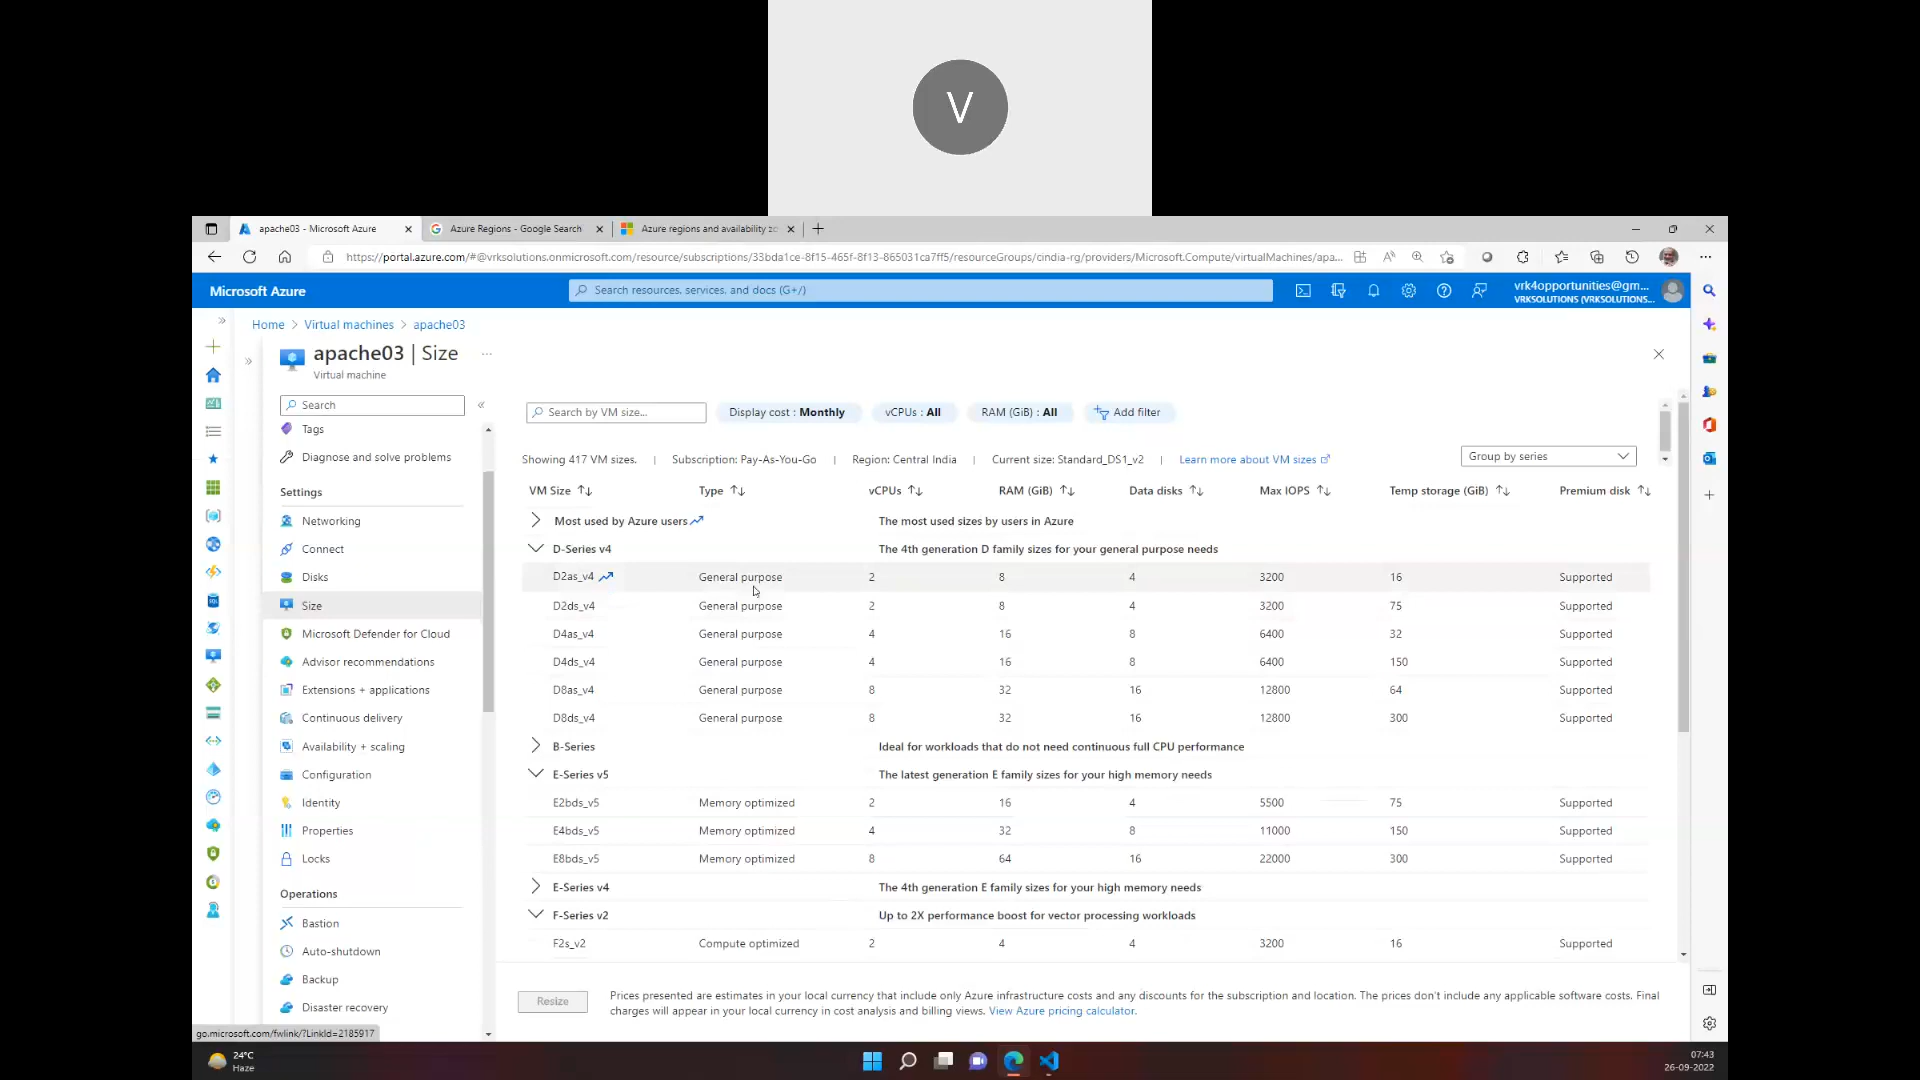 V
apache03 - Microsoft Azure
Azure Regions - Google Search
Azure regions and availability zo
https://portal.azure.com/#@vrksolutions.onmicrosoft.com/resource/subscriptions/33bda1ce-8f15-465f-8f13-865031ca7ff5/resourceGroups/cindia-rg/providers/Microsoft.Compute/virtualMachines/apa...
Microsoft Azure
Search resources, services, and docs (G+/)
vrk4opportunities@gm...
VRKSOLUTIONS (VRKSOLUTIONS...
Home > Virtual machines > apache03
apache03 | Size ...
Virtual machine
Search
Tags
Diagnose and solve problems
Settings
Networking
Connect
Disks
Size
Microsoft Defender for Cloud
Advisor recommendations
Extensions + applications
Continuous delivery
Availability + scaling
Configuration
Identity
Properties
Locks
Operations
Bastion
Auto-shutdown
Backup
Disaster recovery
Search by VM size...
Display cost : Monthly
vCPUs : All
RAM (GiB) : All
Add filter
Showing 417 VM sizes. | Subscription: Pay-As-You-Go | Region: Central India | Current size: Standard_DS1_v2 | Learn more about VM sizes
Group by series
VM Size Type vCPUs RAM (GiB) Data disks Max IOPS Temp storage (GiB) Premium disk
Most used by Azure users The most used sizes by users in Azure
D-Series v4 The 4th generation D family sizes for your general purpose needs
D2as_v4 General purpose 2 8 4 3200 16 Supported
D2ds_v4 General purpose 2 8 4 3200 75 Supported
D4as_v4 General purpose 4 16 8 6400 32 Supported
D4ds_v4 General purpose 4 16 8 6400 150 Supported
D8as_v4 General purpose 8 32 16 12800 64 Supported
D8ds_v4 General purpose 8 32 16 12800 300 Supported
B-Series Ideal for workloads that do not need continuous full CPU performance
E-Series v5 The latest generation E family sizes for your high memory needs
E2bds_v5 Memory optimized 2 16 4 5500 75 Supported
E4bds_v5 Memory optimized 4 32 8 11000 150 Supported
E8bds_v5 Memory optimized 8 64 16 22000 300 Supported
E-Series v4 The 4th generation E family sizes for your high memory needs
F-Series v2 Up to 2X performance boost for vector processing workloads
F2s_v2 Compute optimized 2 4 4 3200 16 Supported
Resize
Prices presented are estimates in your local currency that include only Azure infrastructure costs and any discounts for the subscription and location. The prices don't include any applicable software costs. Final
charges will appear in your local currency in cost analysis and billing views. View Azure pricing calculator.
go.microsoft.com/fwlink/?LinkId=2185917
24°C
Haze
07:43
26-09-2022